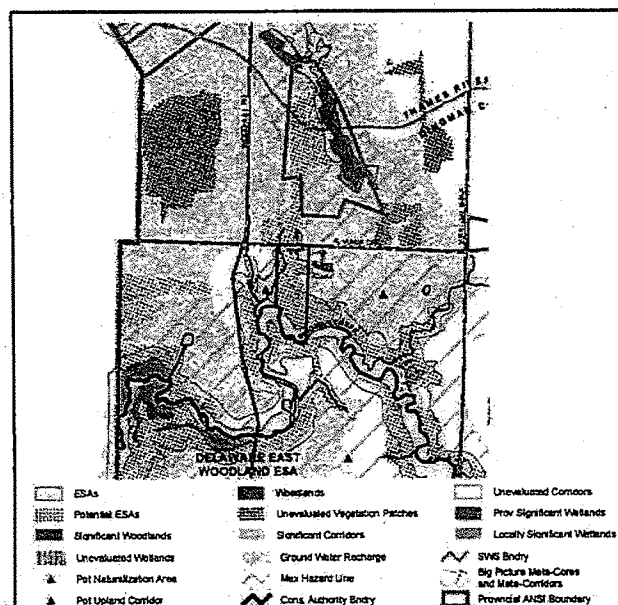 THAMES RIVER
DINGMAN C
DELAWARE EAST
WOODLAND ESA
ESAs
Woodlands
Unevaluated Corridors
Potential ESAs
Unevaluated Vegetation Patches
Prov Significant Wetlands
Significant Woodlands
Significant Corridors
Locally Significant Wetlands
Unevaluated Wetlands
Ground Water Recharge
SWS Bndry
Pot Naturalization Area
Max Hazard Line
Big Picture Meta-Cores
and Meta-Corridors
Pot Upland Corridor
Cons. Authority Bndry
Provincial ANSI Boundary